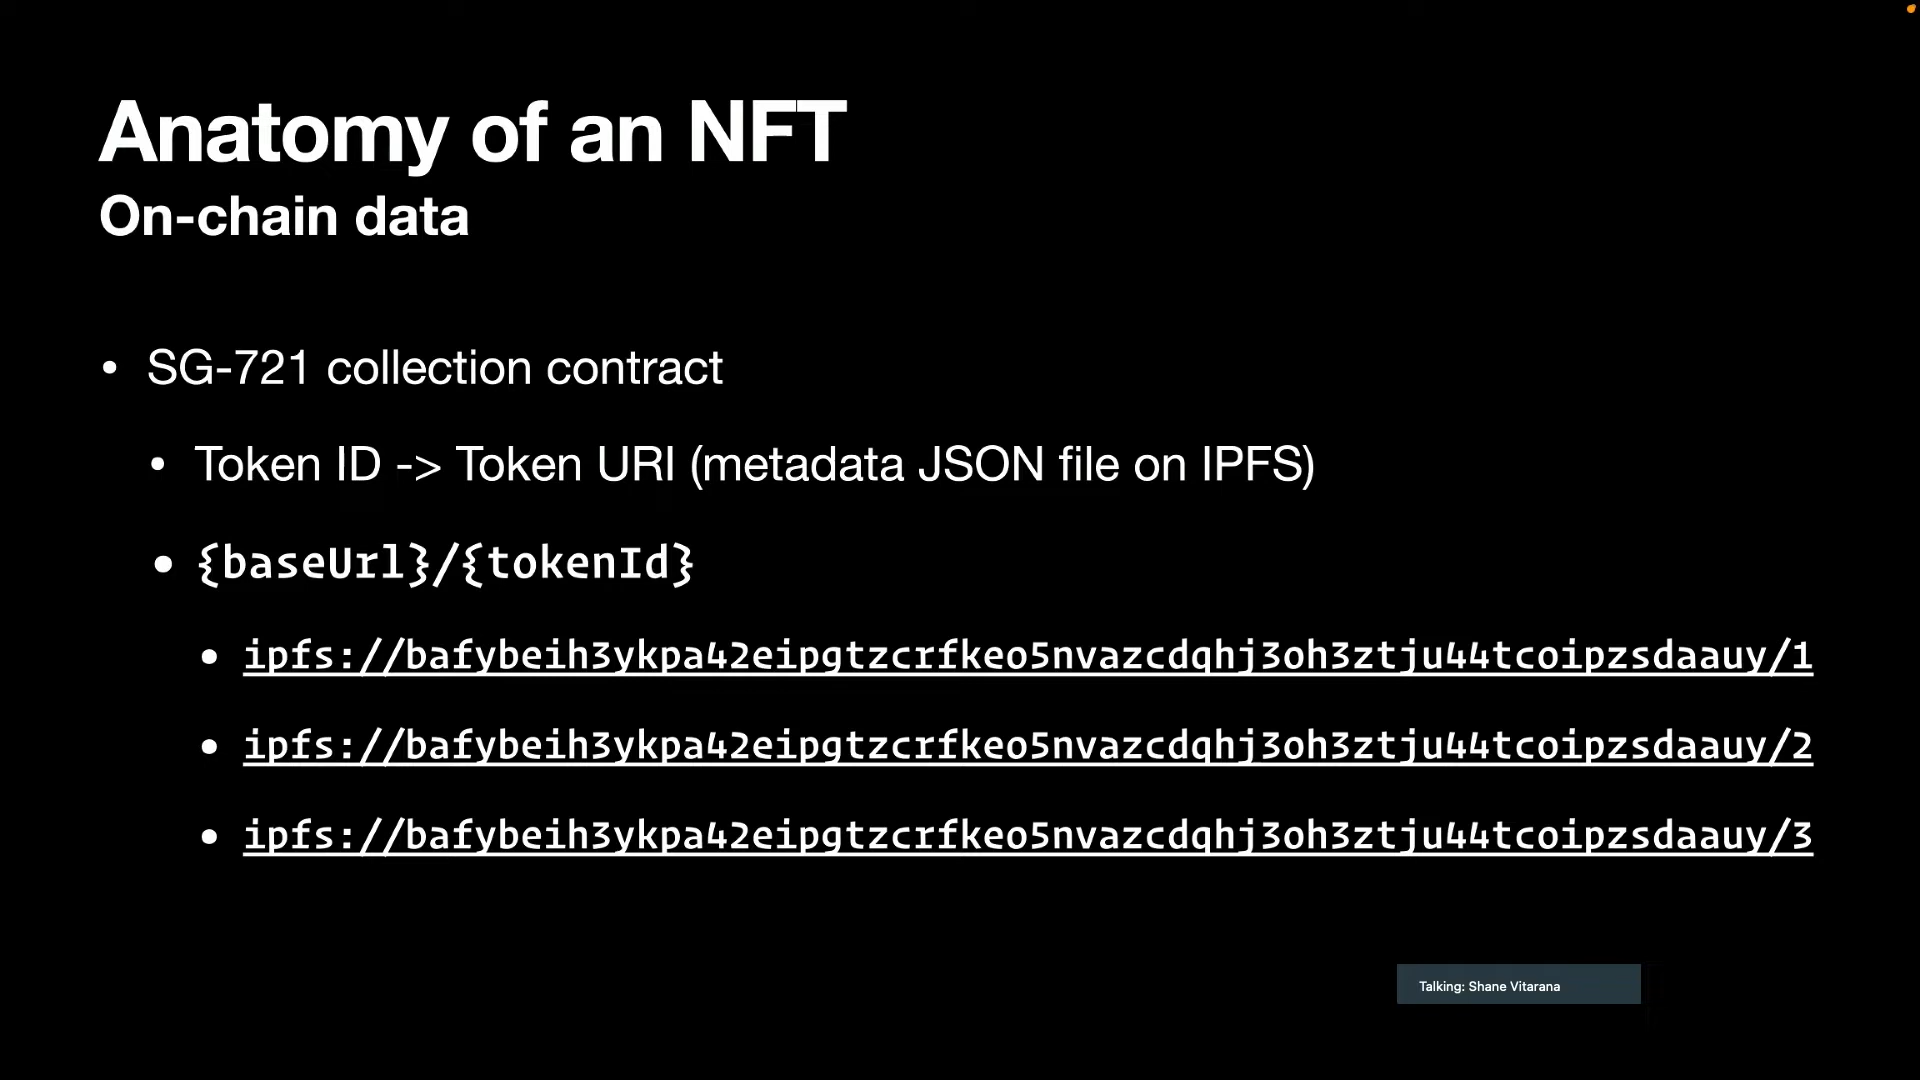 Anatomy of an NFT
On-chain data
• SG-721 collection contract
• Token ID -> Token URI (metadata JSON file on IPFS)
• {baseUrl}/{tokenId}
• ipfs://bafybeih3ykpa42eipgtzcrfkeo5nvazcdqhj3oh3ztju44tcoipzsdaauy/1
• ipfs://bafybeih3ykpa42eipgtzcrfkeo5nvazcdqhj3oh3ztju44tcoipzsdaauy/2
• ipfs://bafybeih3ykpa42eipgtzcrfkeo5nvazcdqhj3oh3ztju44tcoipzsdaauy/3
Talking: Shane Vitarana